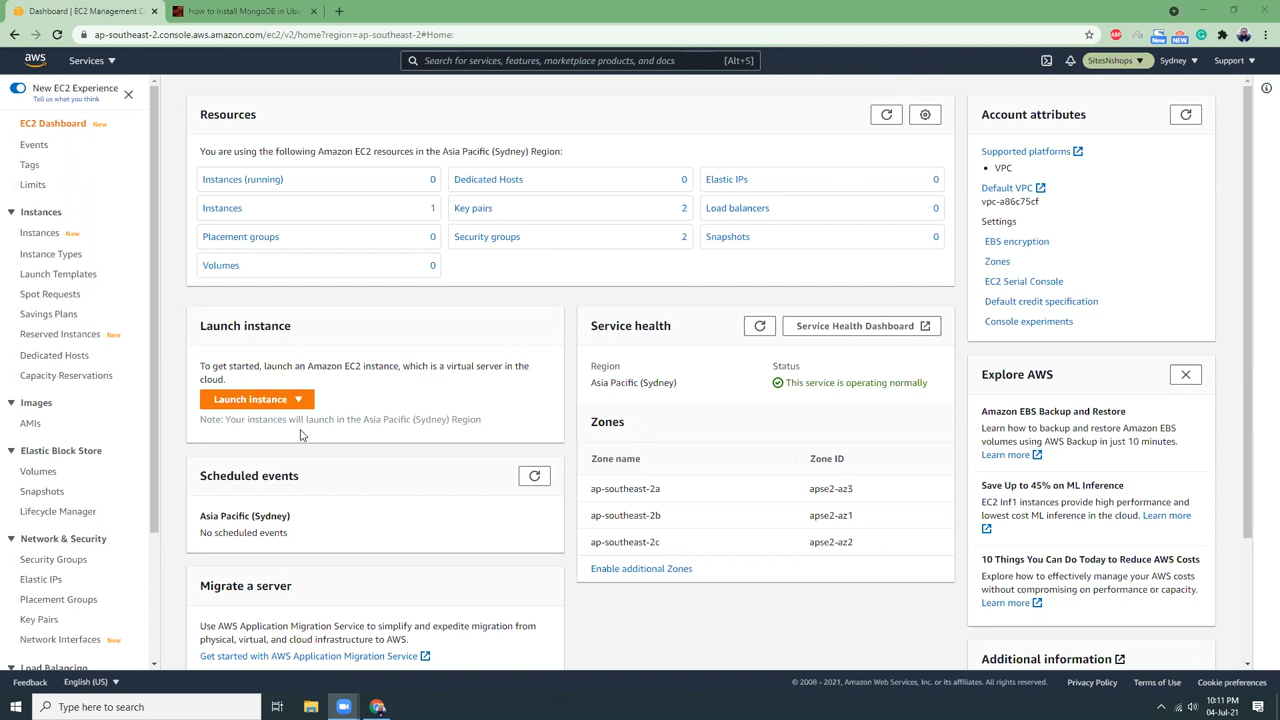 Dashboard | EC2 Management C
How to Install MongoDB in Ubu
ap-southeast-2.console.aws.amazon.com/ec2/v2/home?region=ap-southeast-2#Home:
aws
Services
Search for services, features, marketplace products, and docs
[Alt+S]
SitesNshops
Sydney
Support
New EC2 Experience
Tell us what you think
EC2 Dashboard New
Events
Tags
Limits
Instances
Instances New
Instance Types
Launch Templates
Spot Requests
Savings Plans
Reserved Instances New
Dedicated Hosts
Capacity Reservations
Images
AMIs
Elastic Block Store
Volumes
Snapshots
Lifecycle Manager
Network & Security
Security Groups
Elastic IPs
Placement Groups
Key Pairs
Network Interfaces New
Load Balancing
Resources
You are using the following Amazon EC2 resources in the Asia Pacific (Sydney) Region:
Instances (running) 0
Dedicated Hosts 0
Elastic IPs 0
Instances 1
Key pairs 2
Load balancers 0
Placement groups 0
Security groups 2
Snapshots 0
Volumes 0
Launch instance
To get started, launch an Amazon EC2 instance, which is a virtual server in the
cloud.
Launch instance
Note: Your instances will launch in the Asia Pacific (Sydney) Region
Scheduled events
Asia Pacific (Sydney)
No scheduled events
Migrate a server
Use AWS Application Migration Service to simplify and expedite migration from
physical, virtual, and cloud infrastructure to AWS.
Get started with AWS Application Migration Service
Service health
Service Health Dashboard
Region
Status
Asia Pacific (Sydney)
This service is operating normally
Zones
Zone name
Zone ID
ap-southeast-2a
apse2-az3
ap-southeast-2b
apse2-az1
ap-southeast-2c
apse2-az2
Enable additional Zones
Account attributes
Supported platforms
VPC
Default VPC
vpc-a86c75cf
Settings
EBS encryption
Zones
EC2 Serial Console
Default credit specification
Console experiments
Explore AWS
Amazon EBS Backup and Restore
Learn how to backup and restore Amazon EBS
volumes using AWS Backup in just 10 minutes.
Learn more
Save Up to 45% on ML Inference
EC2 Inf1 instances provide high performance and
lowest cost ML inference in the cloud. Learn more
10 Things You Can Do Today to Reduce AWS Costs
Explore how to effectively manage your AWS costs
without compromising on performance or capacity.
Learn more
Additional information
Feedback
English (US)
© 2008 - 2021, Amazon Web Services, Inc. or its affiliates. All rights reserved.
Privacy Policy
Terms of Use
Cookie preferences
Type here to search
10:11 PM
04-Jul-21